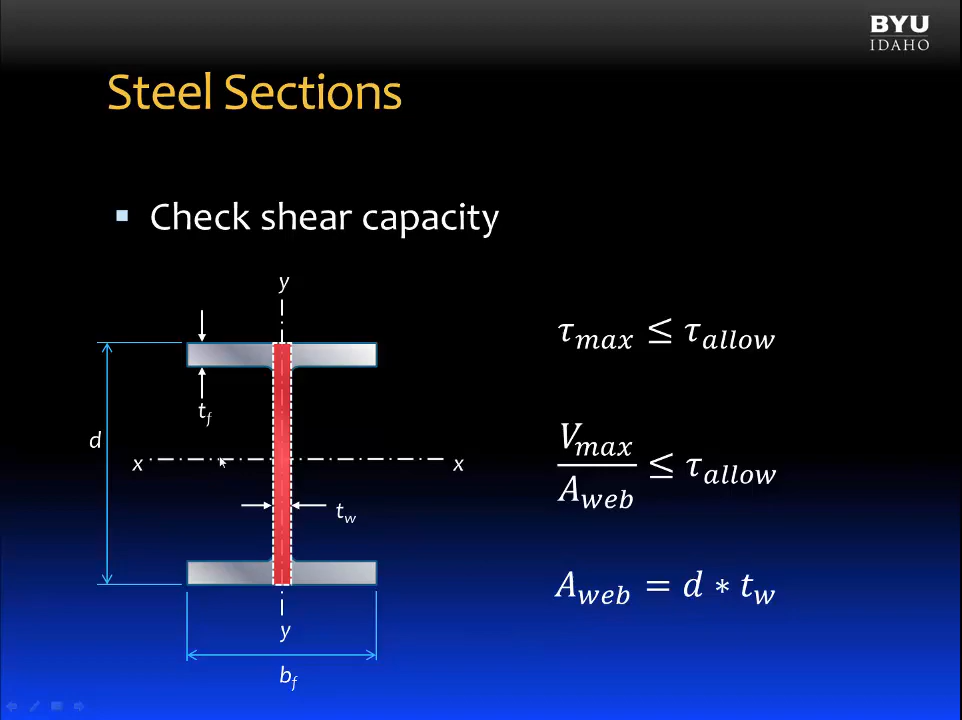 BYU
IDAHO
Steel Sections
▪ Check shear capacity
y
t_f
d
x
x
t_w
y
b_f
τ_max ≤ τ_allow
V_max / A_web ≤ τ_allow
A_web = d * t_w